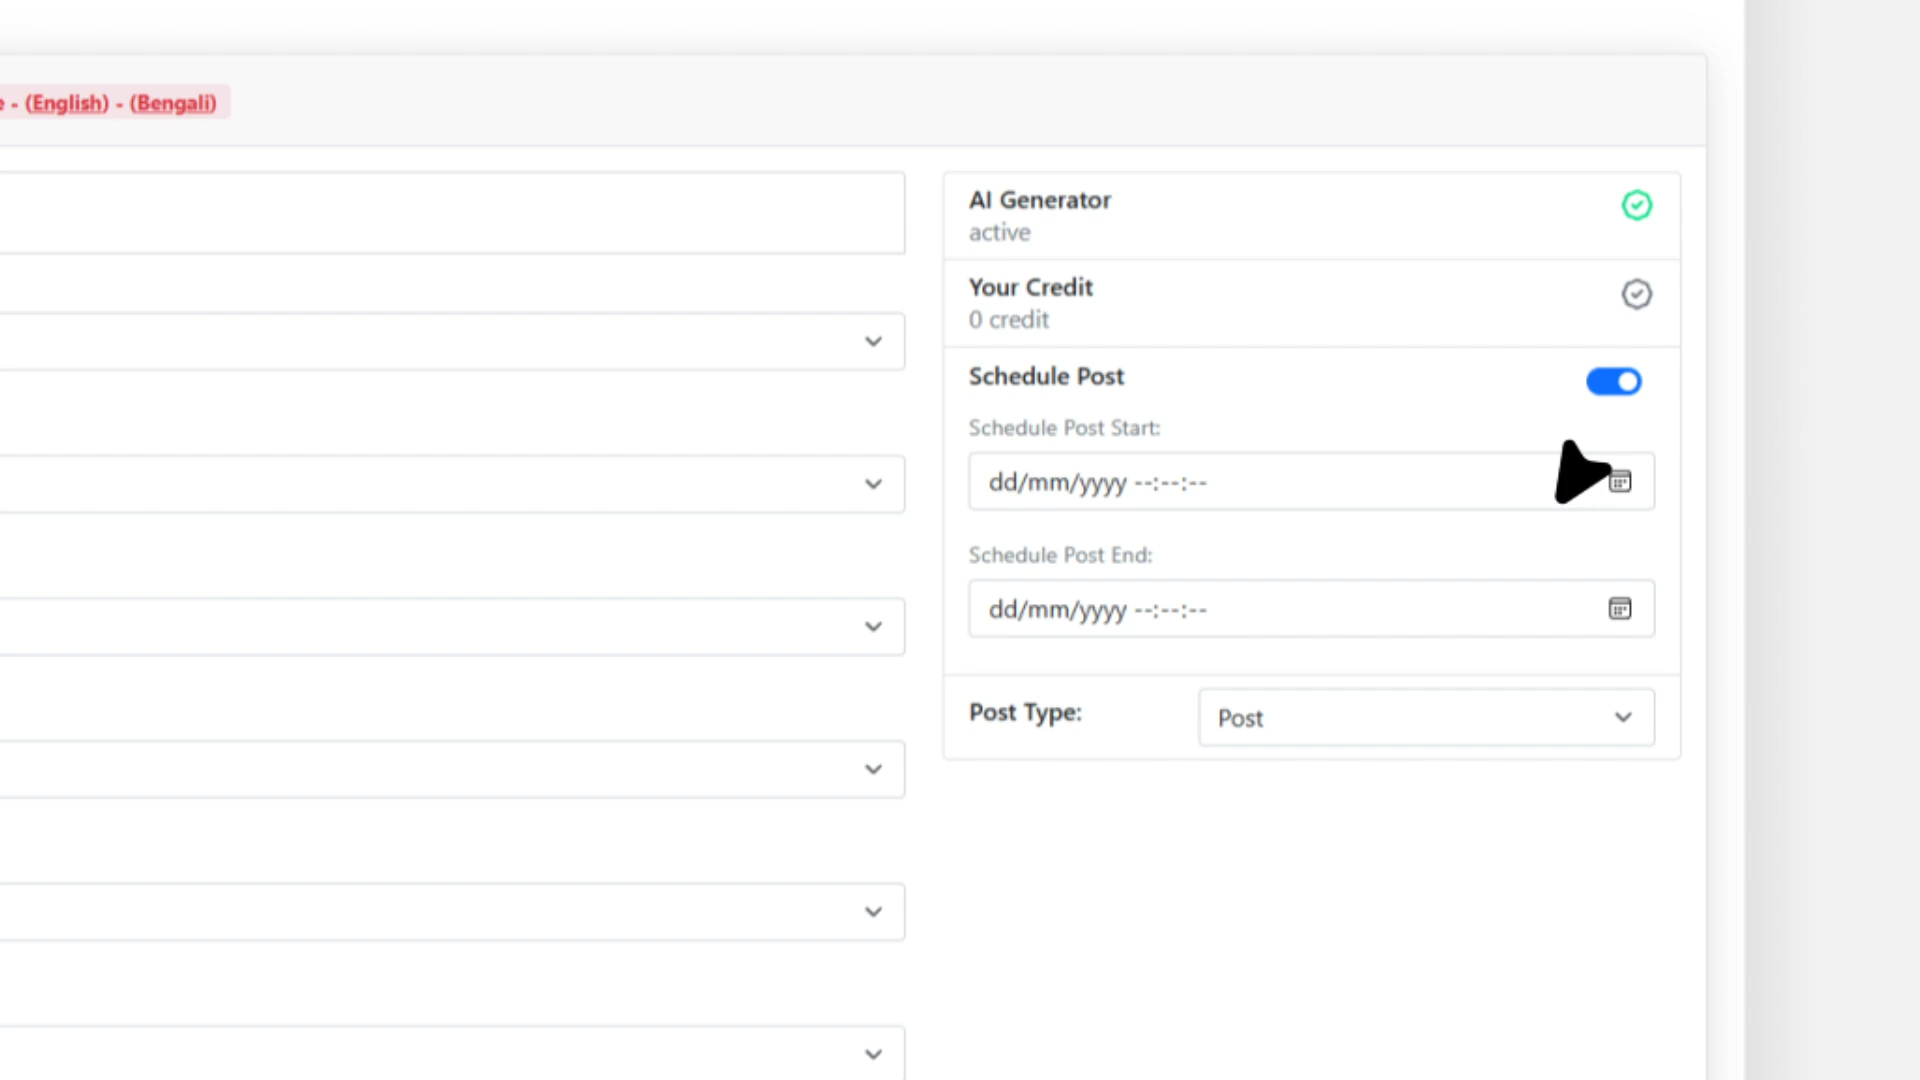 - (English) - (Bengali)
AI Generator
active
Your Credit
0 credit
Schedule Post
Schedule Post Start:
dd/mm/yyyy --:--:--
Schedule Post End:
dd/mm/yyyy --:--:--
Post Type:
Post